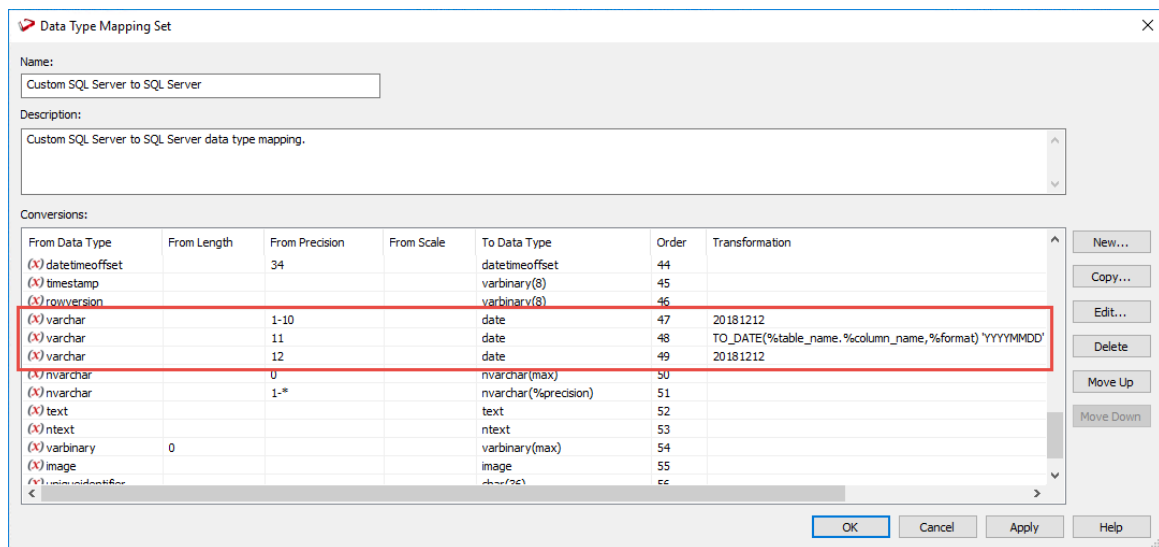 Data Type Mapping Set
Name:
Custom SQL Server to SQL Server
Description:
Custom SQL Server to SQL Server data type mapping.
Conversions:
From Data Type From Length From Precision From Scale To Data Type Order Transformation
(x) datetimeoffset 34 datetimeoffset 44
(x) timestamp varbinary(8) 45
(x) rowversion varbinary(8) 46
(x) varchar 1-10 date 47 20181212
(x) varchar 11 date 48 TO_DATE(%table_name.%column_name,%format) 'YYYYMMDD'
(x) varchar 12 date 49 20181212
(x) nvarchar 0 nvarchar(max) 50
(x) nvarchar 1-* nvarchar(%precision) 51
(x) text text 52
(x) ntext ntext 53
(x) varbinary 0 varbinary(max) 54
(x) image image 55
(x) uniqueidentifier char(36) 56
New...
Copy...
Edit...
Delete
Move Up
Move Down
OK Cancel Apply Help